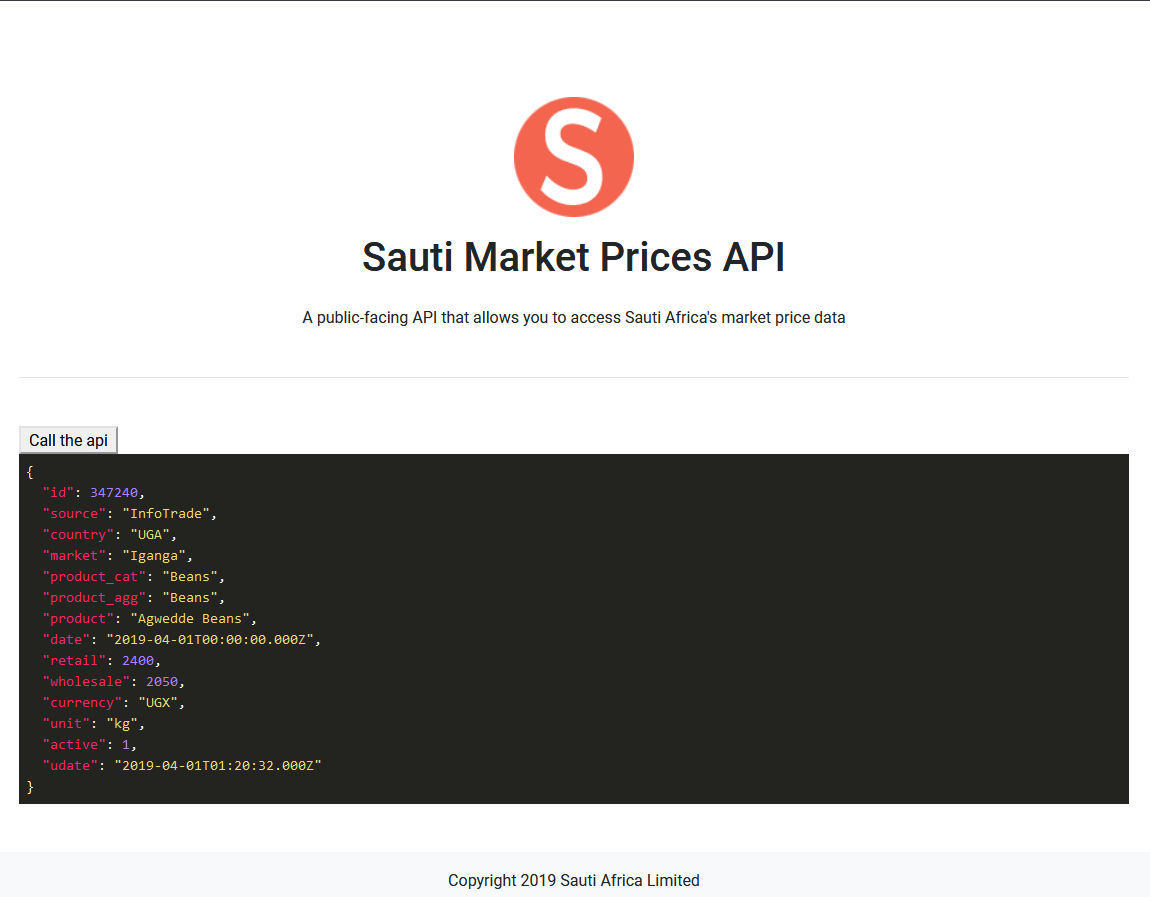 S
Sauti Market Prices API
A public-facing API that allows you to access Sauti Africa's market price data
Call the api
{
  "id": 347240,
  "source": "InfoTrade",
  "country": "UGA",
  "market": "Iganga",
  "product_cat": "Beans",
  "product_agg": "Beans",
  "product": "Agwedde Beans",
  "date": "2019-04-01T00:00:00.000Z",
  "retail": 2400,
  "wholesale": 2050,
  "currency": "UGX",
  "unit": "kg",
  "active": 1,
  "udate": "2019-04-01T01:20:32.000Z"
}
Copyright 2019 Sauti Africa Limited